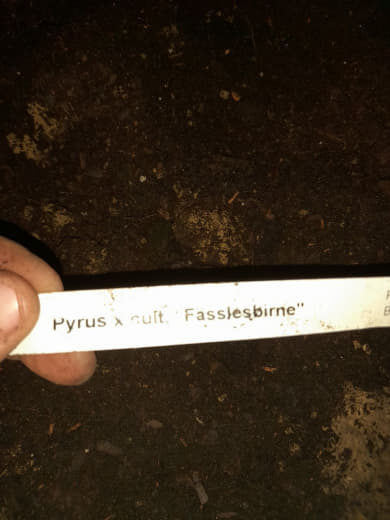 Pyrus x cult. "Fasslesbirne"